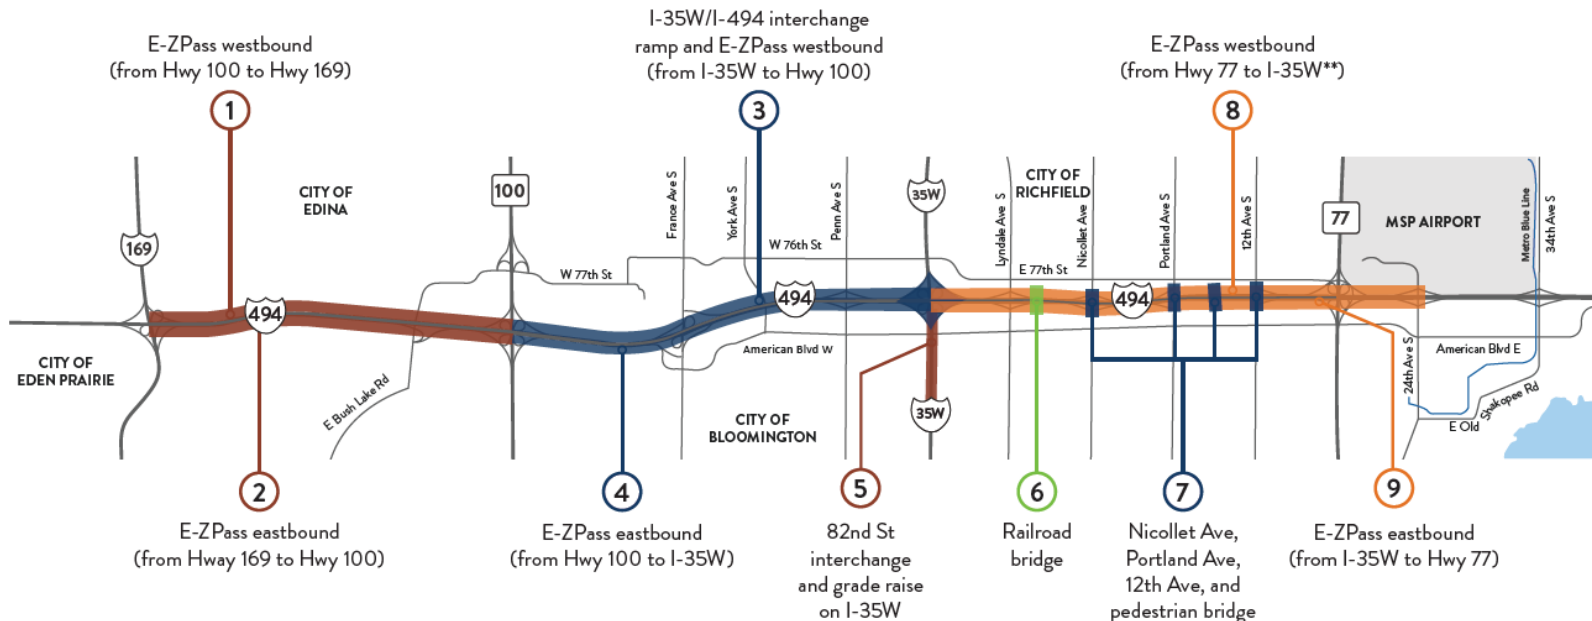 E-ZPass westbound
(from Hwy 100 to Hwy 169)
1
I-35W/I-494 interchange
ramp and E-ZPass westbound
(from I-35W to Hwy 100)
3
E-ZPass westbound
(from Hwy 77 to I-35W**)
8
CITY OF
EDINA
100
169
France Ave S
York Ave S
Penn Ave S
35W
Lyndale Ave S
CITY OF
RICHFIELD
Nicollet Ave
Portland Ave S
12th Ave S
77
MSP AIRPORT
Metro Blue Line
34th Ave S
W 76th St
W 77th St
E 77th St
494
494
494
CITY OF
EDEN PRAIRIE
E Bush Lake Rd
American Blvd W
CITY OF
BLOOMINGTON
35W
24th Ave S
American Blvd E
Shakopee Rd
E Old
2
E-ZPass eastbound
(from Hway 169 to Hwy 100)
4
E-ZPass eastbound
(from Hwy 100 to I-35W)
5
82nd St
interchange
and grade raise
on I-35W
6
Railroad
bridge
7
Nicollet Ave,
Portland Ave,
12th Ave, and
pedestrian bridge
9
E-ZPass eastbound
(from I-35W to Hwy 77)